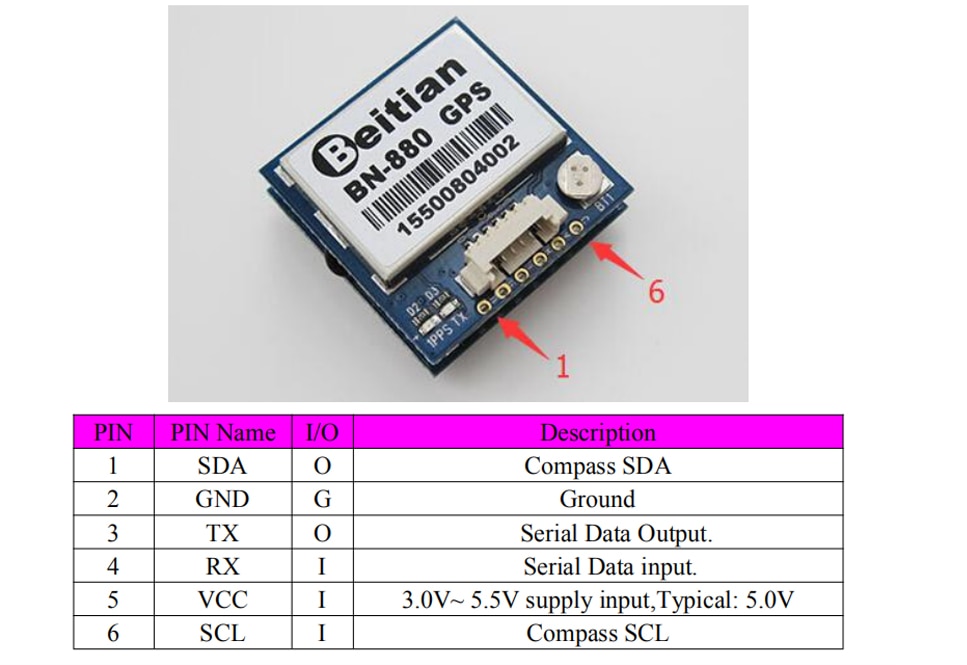 Beitian
BN-880 GPS
15500804002
BT1
D2 D3
1PPS TX
6
1
PIN PIN Name I/O Description
1 SDA O Compass SDA
2 GND G Ground
3 TX O Serial Data Output.
4 RX I Serial Data input.
5 VCC I 3.0V~ 5.5V supply input,Typical: 5.0V
6 SCL I Compass SCL